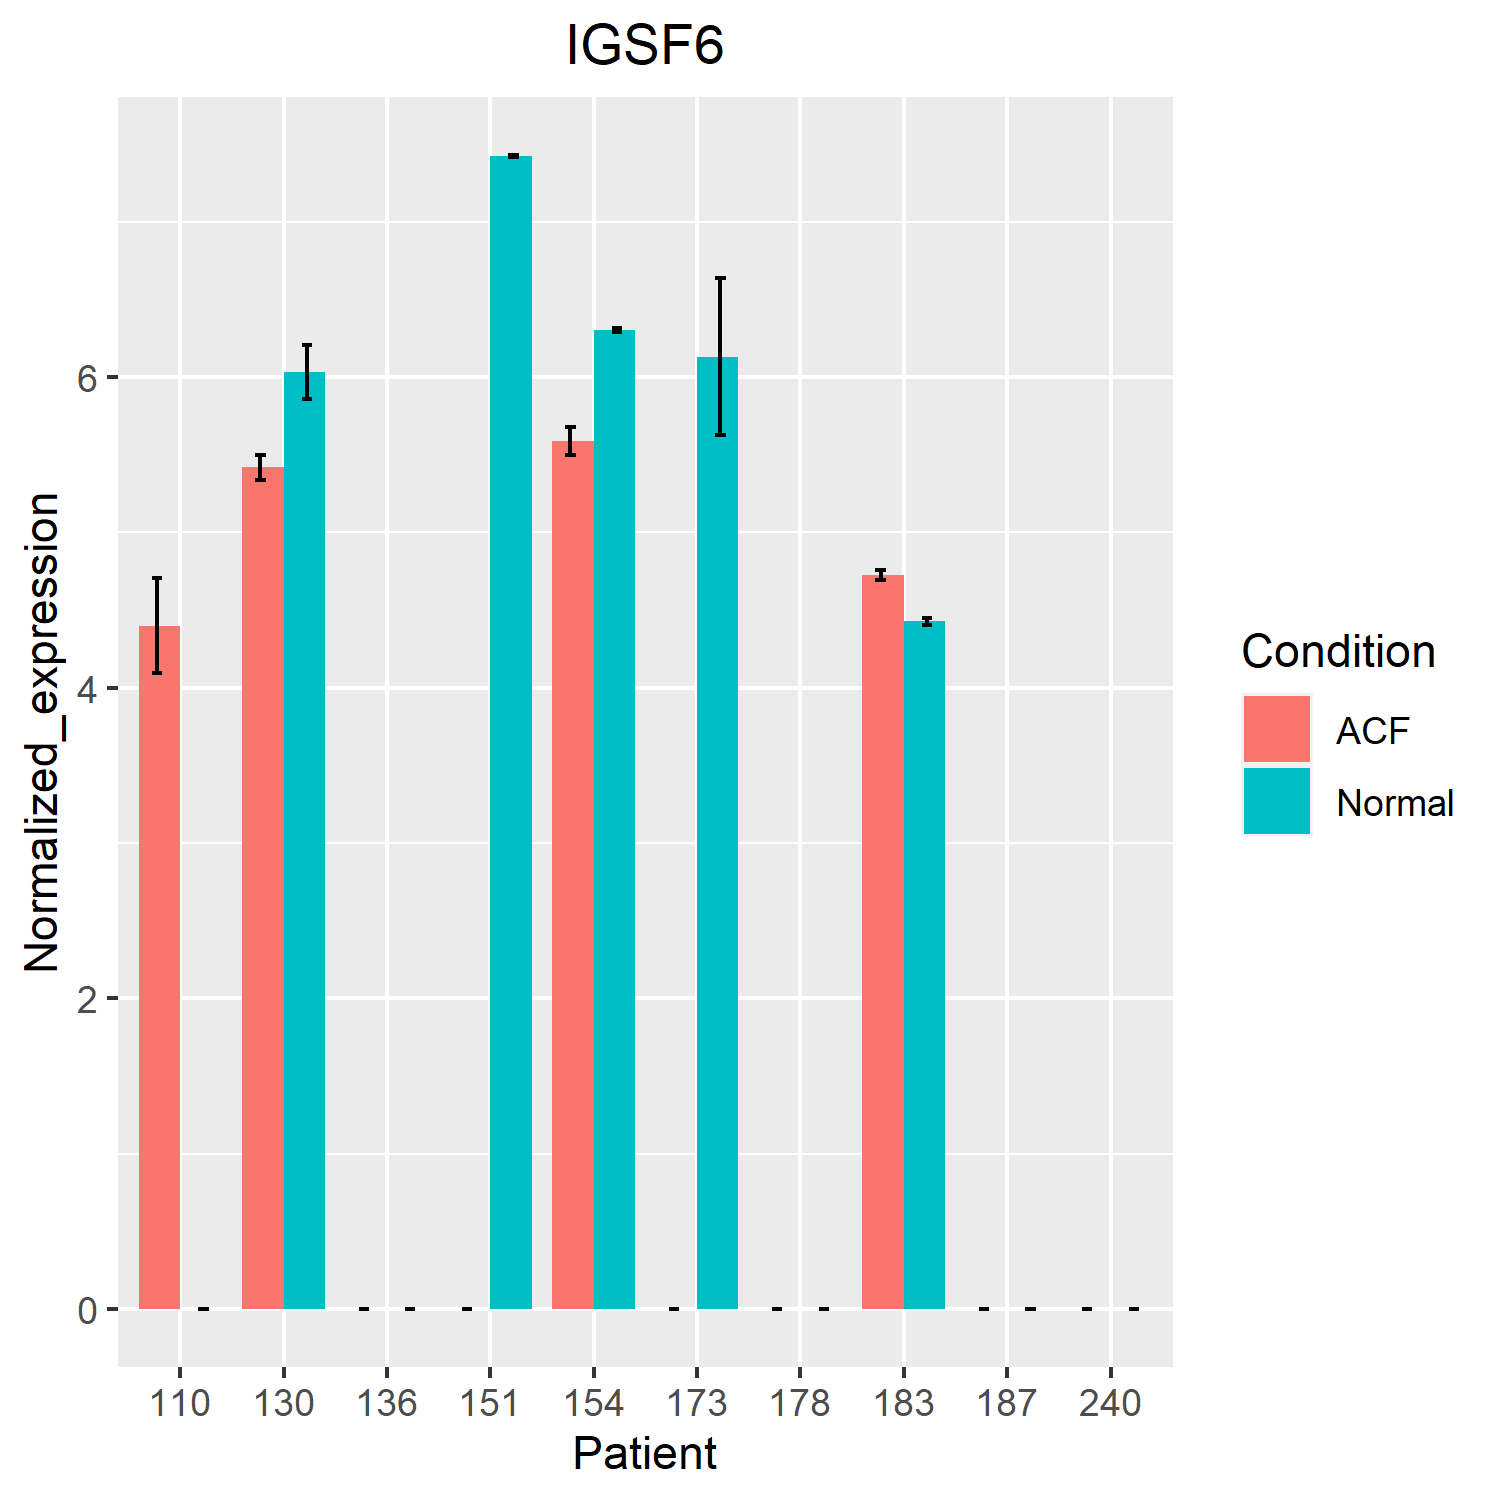 IGSF6
Normalized_expression
6
4
2
0
110 130 136 151 154 173 178 183 187 240
Patient
Condition
ACF
Normal